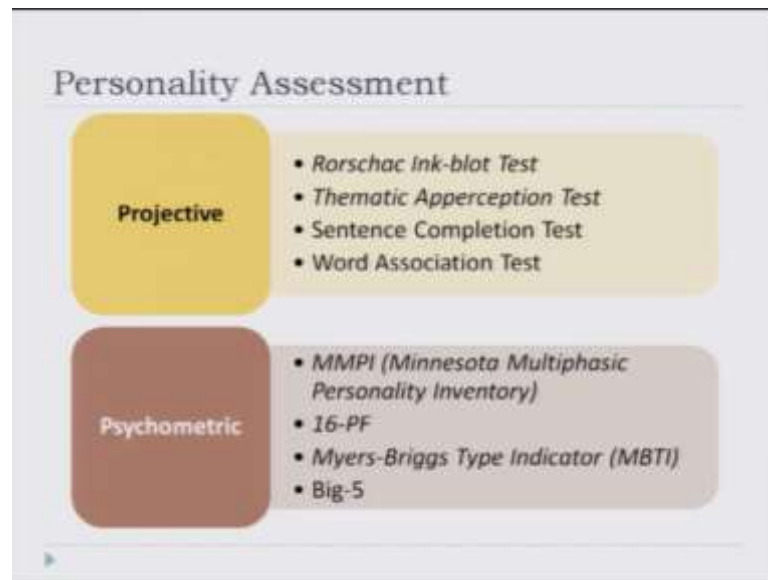 Personality Assessment
Projective
• Rorschac Ink-blot Test
• Thematic Apperception Test
• Sentence Completion Test
• Word Association Test
Psychometric
• MMPI (Minnesota Multiphasic
Personality Inventory)
• 16-PF
• Myers-Briggs Type Indicator (MBTI)
• Big-5